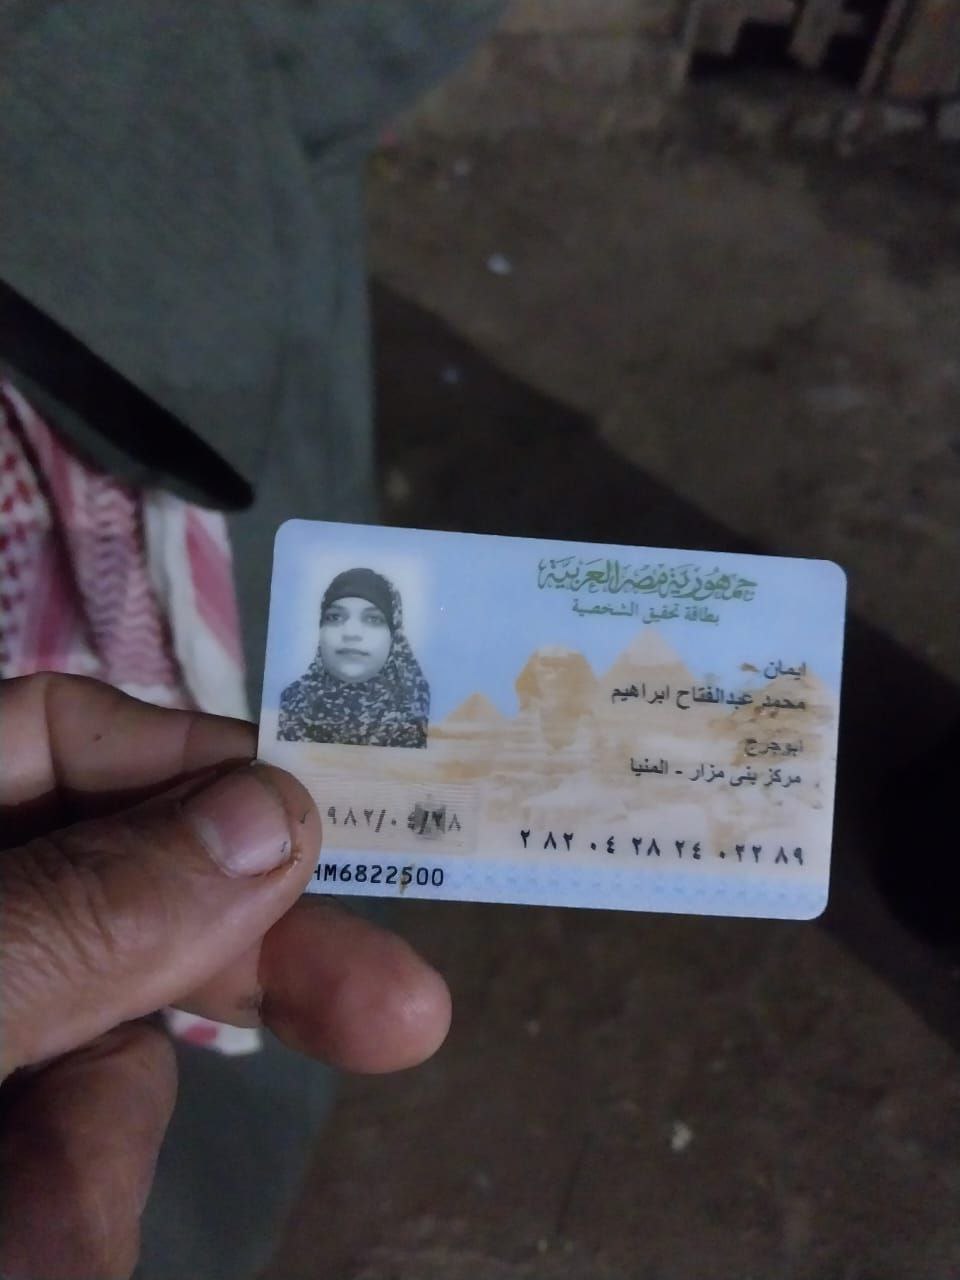 جمهورية مصر العربية
بطاقة تحقيق الشخصية
ايمان
محمد عبدالفتاح ابراهيم
ابوجرج
مركز بنى مزار - المنيا
٢ ٨٢ ٠٤ ٢٨ ٢٤ ٠٢٢ ٨٩
٩٨٢/٠٤/٢٨
HM6822500